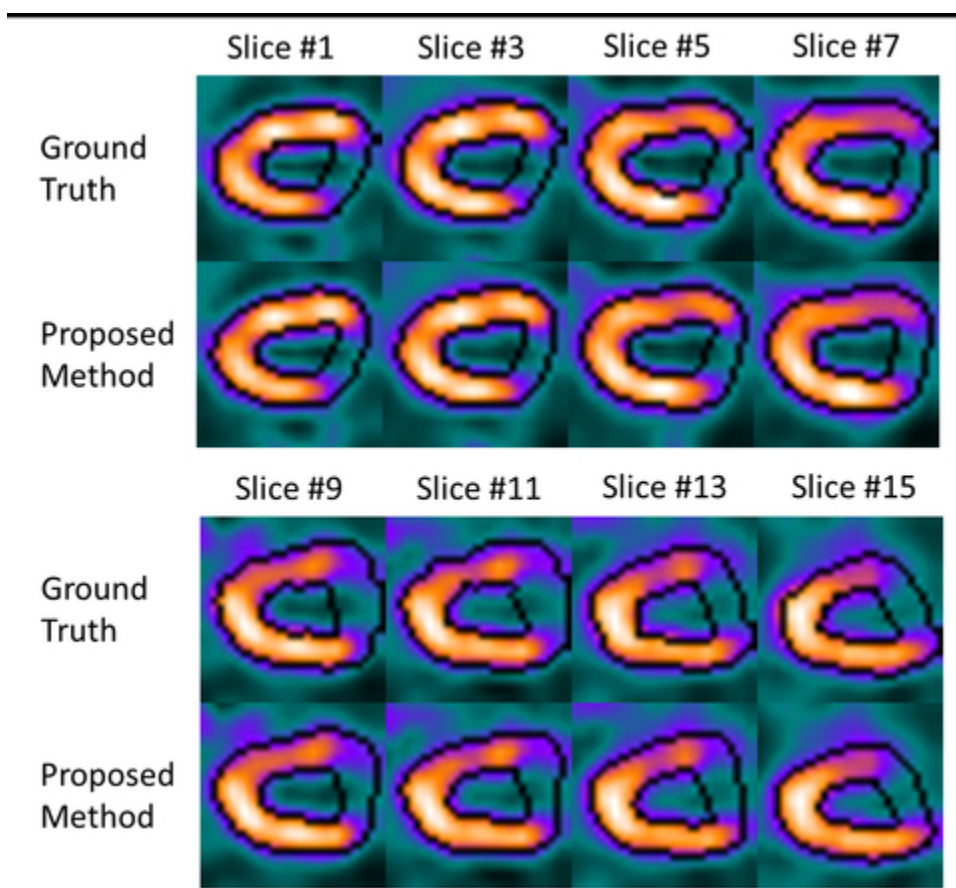 Slice #1 Slice #3 Slice #5 Slice #7
Ground
Truth
Proposed
Method
Slice #9 Slice #11 Slice #13 Slice #15
Ground
Truth
Proposed
Method